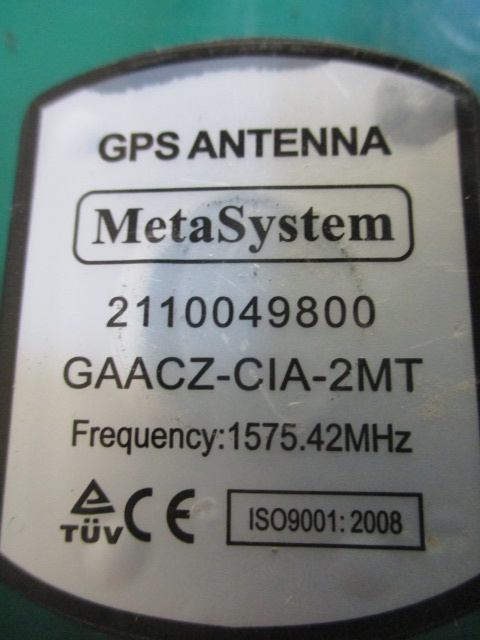 GPS ANTENNA
MetaSystem
2110049800
GAACZ-CIA-2MT
Frequency:1575.42MHz
TÜV CE ISO9001: 2008